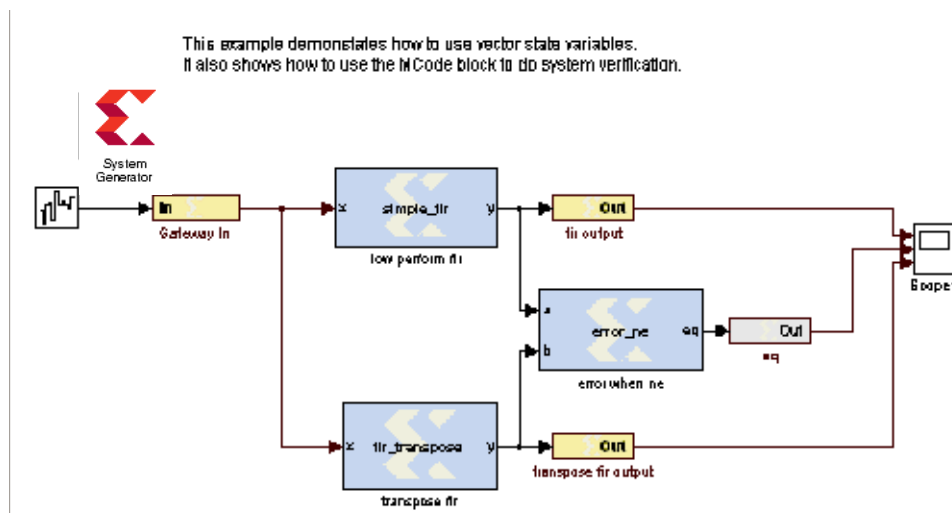 This example demonstates how to use vector state variables.
It also shows how to use the MCode block to do system verification.
System
Generator
In
Gateway In
x
simple_fir
y
low perform fir
Out
fir output
Scope
a
b
error_ne
eq
error when ne
Out
eq
x
fir_transpose
y
transpose fir
Out
transpose fir output